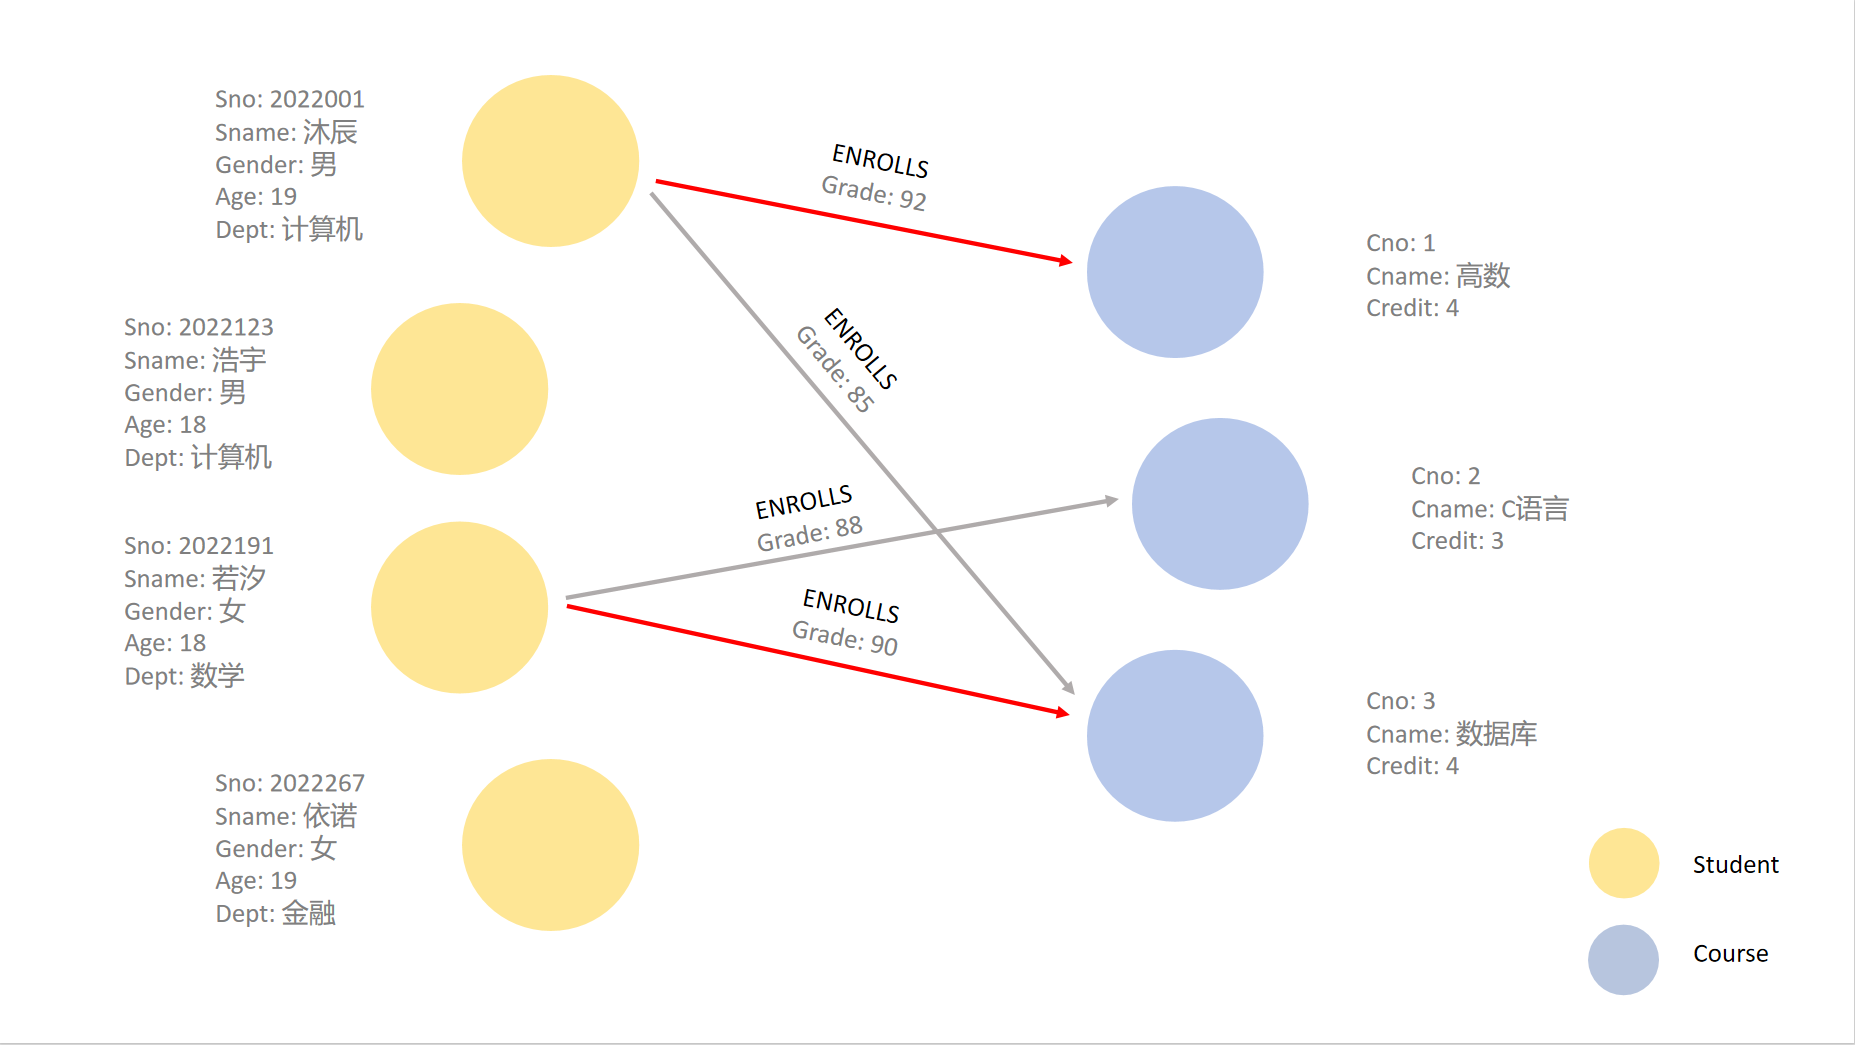 Sno: 2022001
Sname: 沐辰
Gender: 男
Age: 19
Dept: 计算机
Sno: 2022123
Sname: 浩宇
Gender: 男
Age: 18
Dept: 计算机
Sno: 2022191
Sname: 若汐
Gender: 女
Age: 18
Dept: 数学
Sno: 2022267
Sname: 依诺
Gender: 女
Age: 19
Dept: 金融
ENROLLS
Grade: 92
ENROLLS
Grade: 85
ENROLLS
Grade: 88
ENROLLS
Grade: 90
Cno: 1
Cname: 高数
Credit: 4
Cno: 2
Cname: C语言
Credit: 3
Cno: 3
Cname: 数据库
Credit: 4
Student
Course